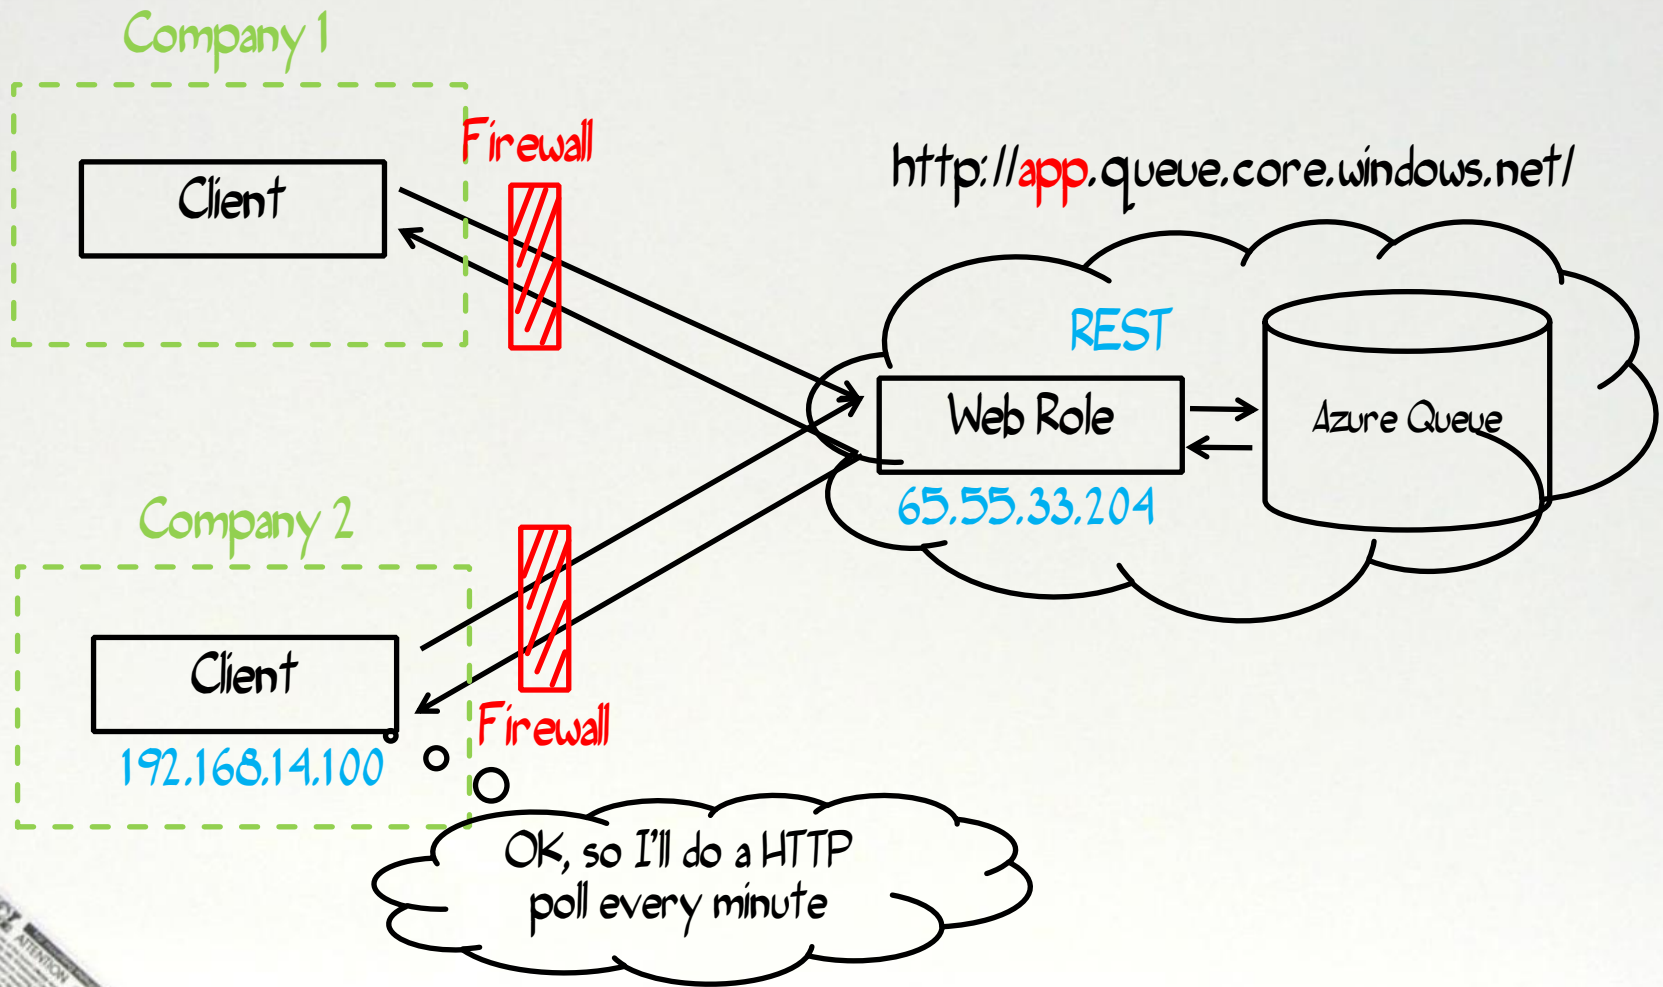 Company 1
Firewall
Client
http://app.queue.core.windows.net/
REST
Web Role
Azure Queue
65.55.33.204
Company 2
Client
Firewall
192.168.14.100
OK, so I'll do a HTTP
poll every minute
ATTENTION